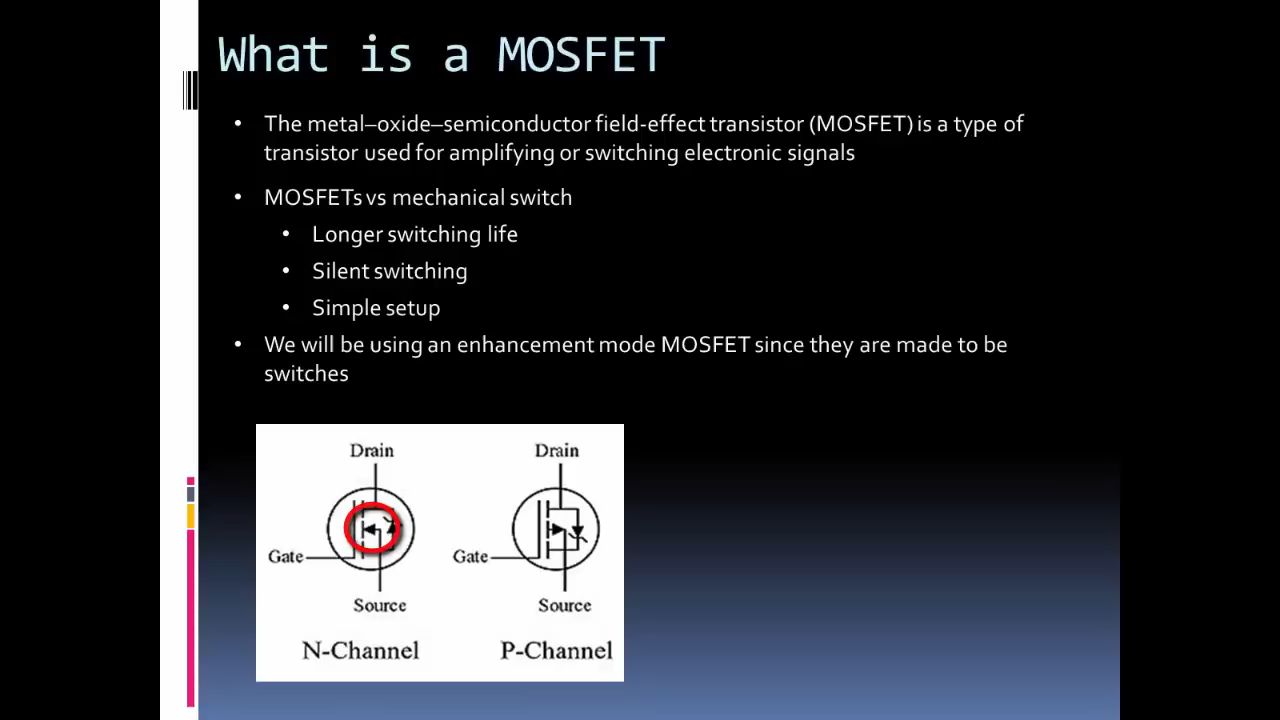 What is a MOSFET
• The metal–oxide–semiconductor field-effect transistor (MOSFET) is a type of
transistor used for amplifying or switching electronic signals
• MOSFETs vs mechanical switch
• Longer switching life
• Silent switching
• Simple setup
• We will be using an enhancement mode MOSFET since they are made to be
switches
Drain Drain
Gate Gate
Source Source
N-Channel P-Channel